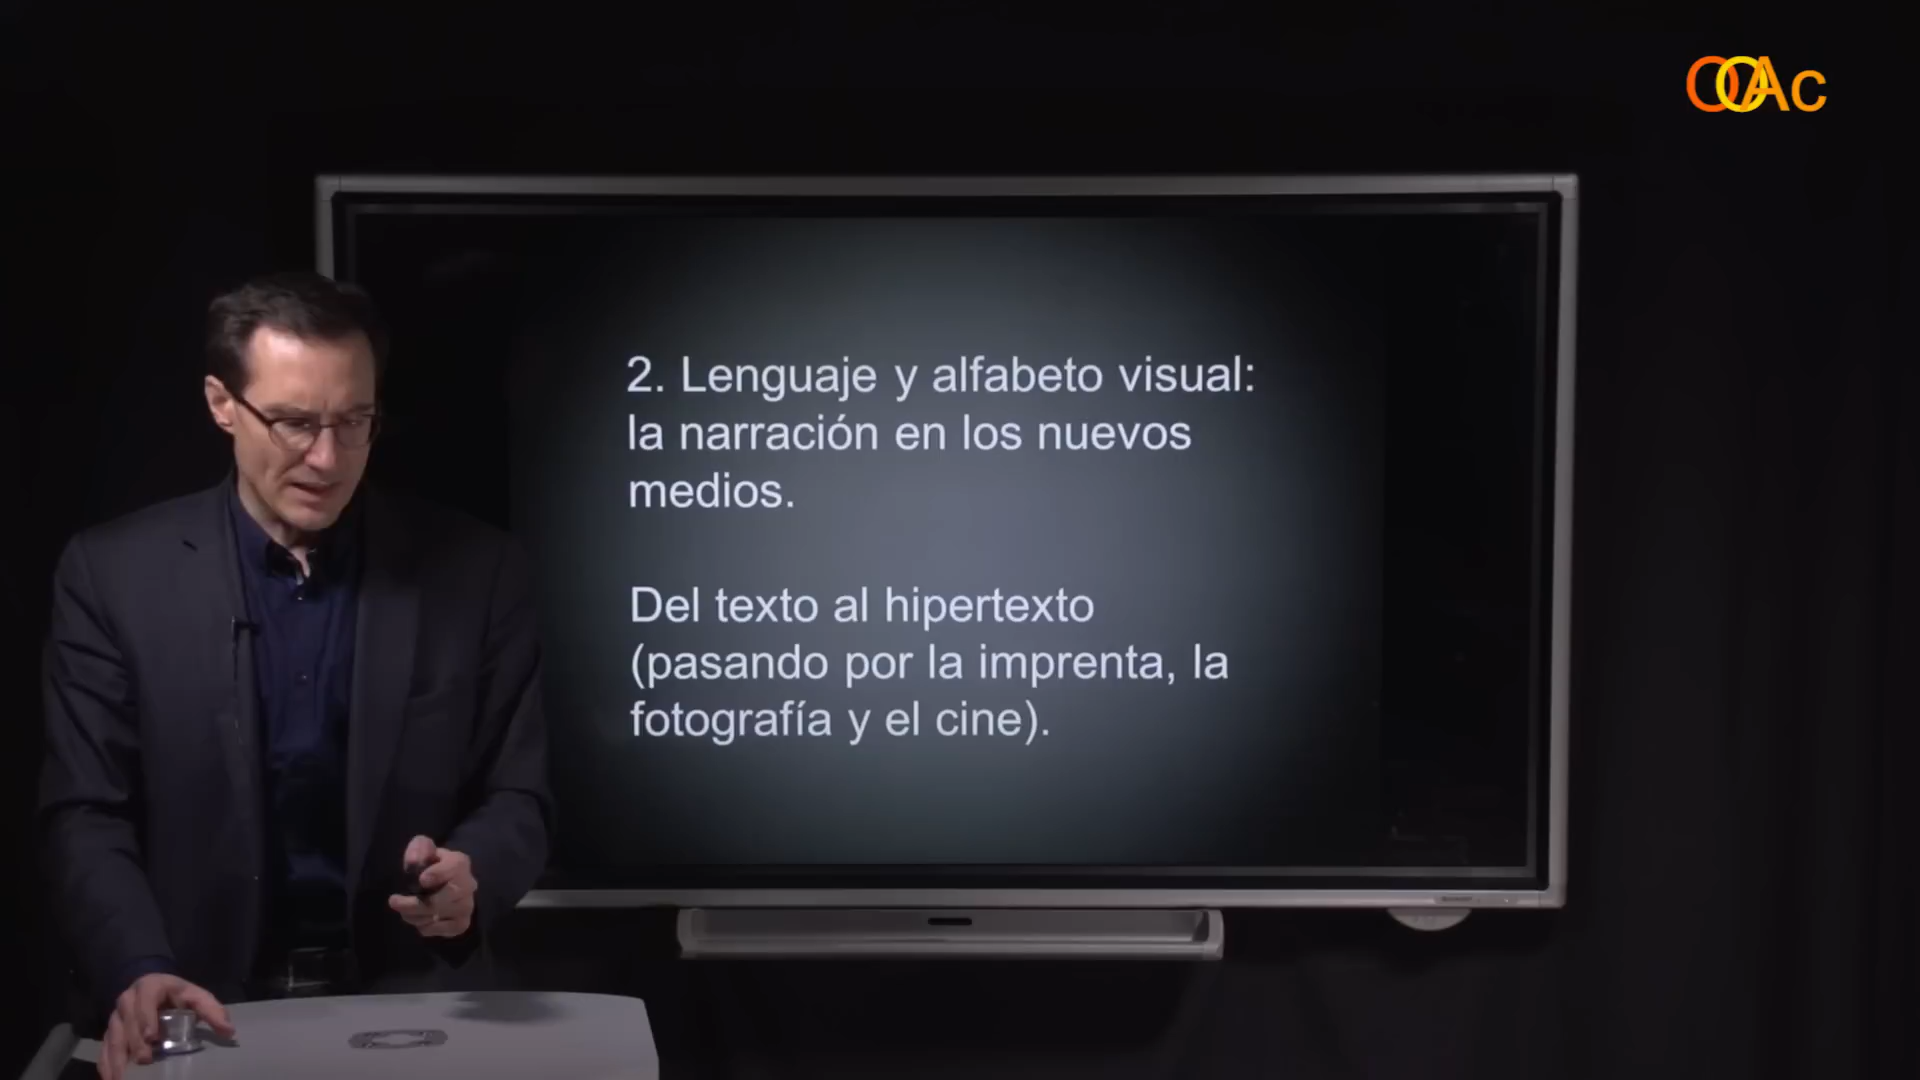 OOAc
2. Lenguaje y alfabeto visual:
la narración en los nuevos
medios.
Del texto al hipertexto
(pasando por la imprenta, la
fotografía y el cine).